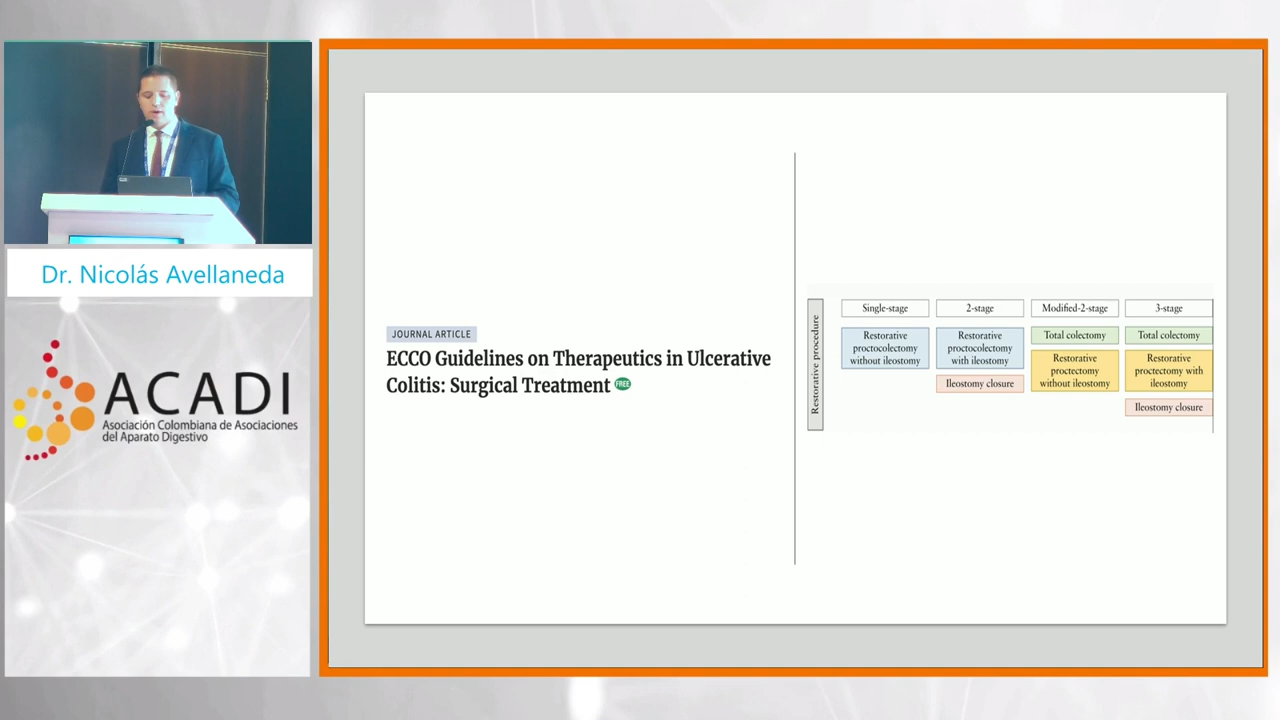 Dr. Nicolás Avellaneda
ACADI
Asociación Colombiana de Asociaciones
del Aparato Digestivo
JOURNAL ARTICLE
ECCO Guidelines on Therapeutics in Ulcerative
Colitis: Surgical Treatment FREE
Restorative procedure
Single-stage
Restorative
proctocolectomy
without ileostomy
2-stage
Restorative
proctocolectomy
with ileostomy
Ileostomy closure
Modified-2-stage
Total colectomy
Restorative
proctectomy
without ileostomy
3-stage
Total colectomy
Restorative
proctectomy with
ileostomy
Ileostomy closure